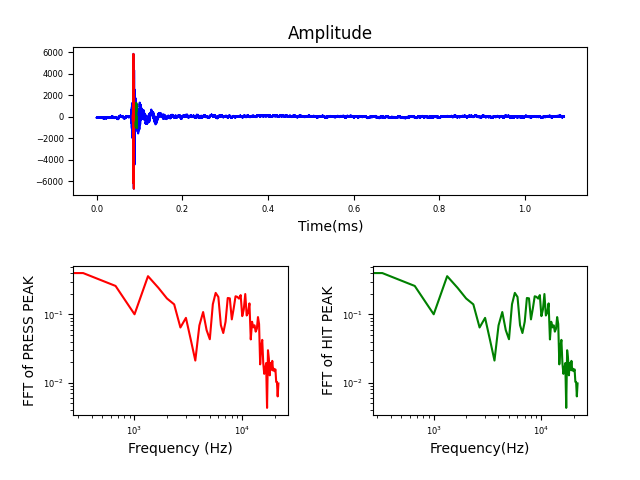 Amplitude
6000
4000
2000
0
−2000
−4000
−6000
0.0 0.2 0.4 0.6 0.8 1.0
Time(ms)
FFT of PRESS PEAK
10⁻¹
10⁻²
10³ 10⁴
Frequency (Hz)
FFT of HIT PEAK
10⁻¹
10⁻²
10³ 10⁴
Frequency(Hz)